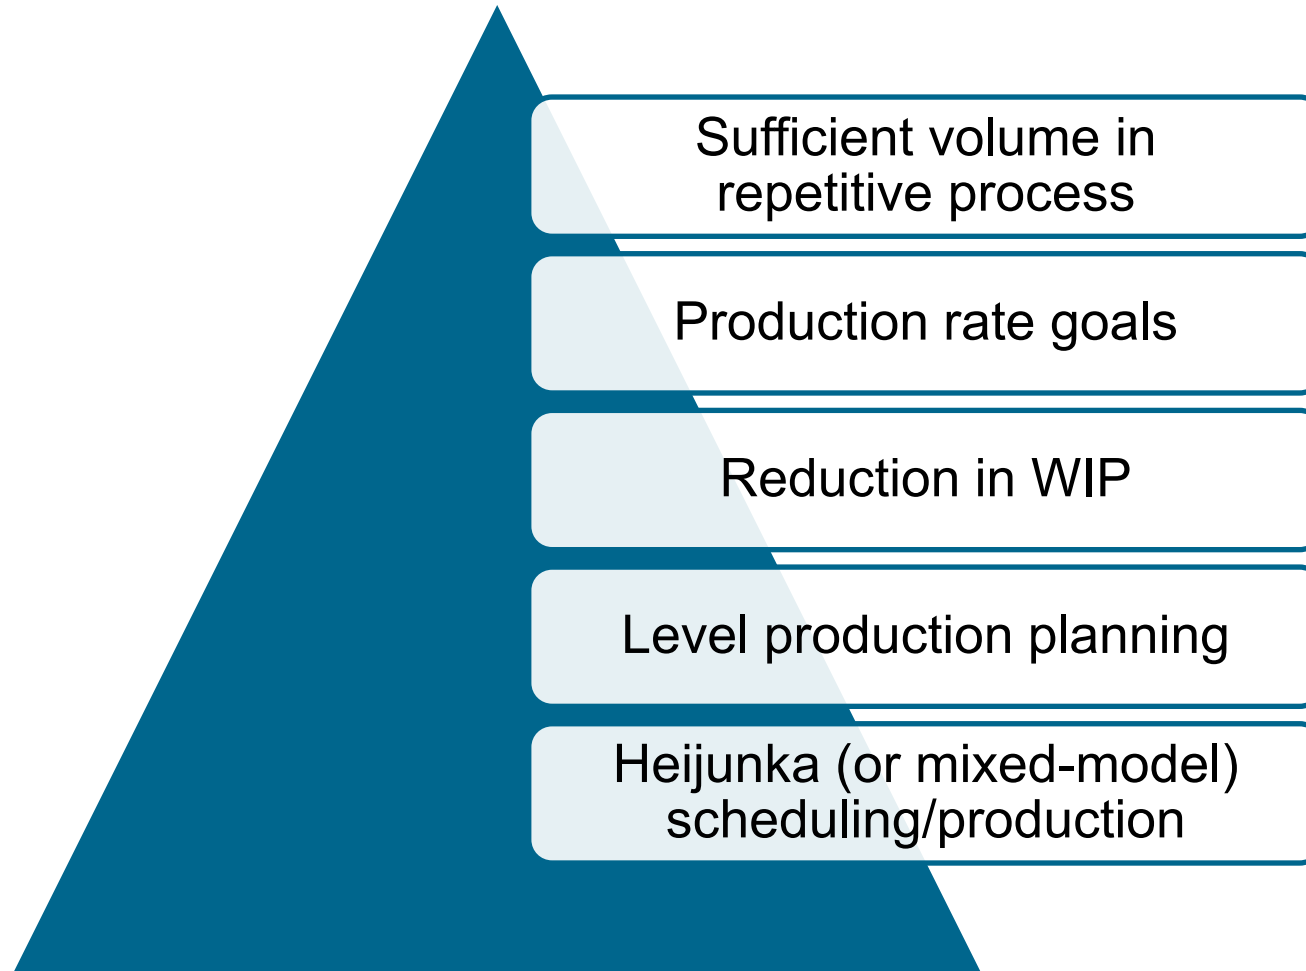 Sufficient volume in
repetitive process
Production rate goals
Reduction in WIP
Level production planning
Heijunka (or mixed-model)
scheduling/production